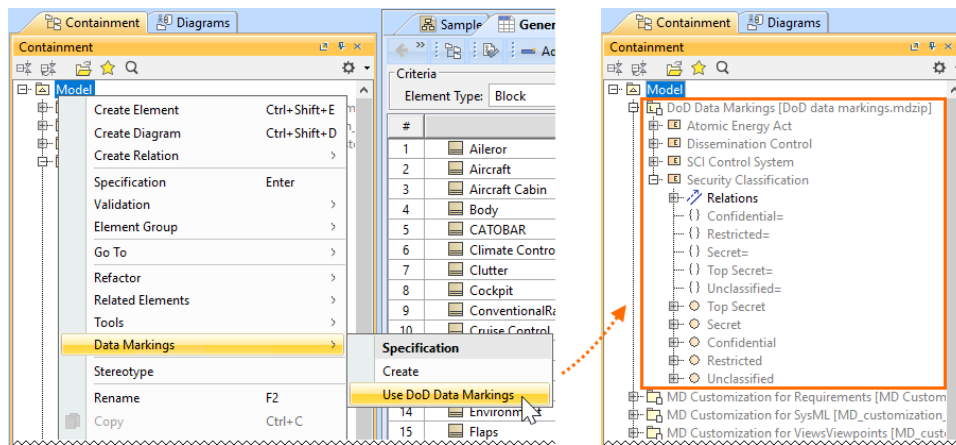 Containment
Diagrams
Containment
Model
Create Element Ctrl+Shift+E
Create Diagram Ctrl+Shift+D
Create Relation
Specification Enter
Validation
Element Group
Go To
Refactor
Related Elements
Tools
Data Markings
Stereotype
Rename F2
Copy Ctrl+C
Specification
Create
Use DoD Data Markings
Sample
Gener
Ad
Criteria
Element Type: Block
#
1 Aileror
2 Aircraft
3 Aircraft Cabin
4 Body
5 CATOBAR
6 Climate Contro
7 Clutter
8 Cockpit
9 ConventionalRa
10 Cruise Control
14 Environment
15 Flaps
Containment
Diagrams
Containment
Model
DoD Data Markings [DoD data markings.mdzip]
Atomic Energy Act
Dissemination Control
SCI Control System
Security Classification
Relations
{} Confidential=
{} Restricted=
{} Secret=
{} Top Secret=
{} Unclassified=
Top Secret
Secret
Confidential
Restricted
Unclassified
MD Customization for Requirements [MD Custom
MD Customization for SysML [MD_customization_
MD Customization for ViewsViewpoints [MD_custo